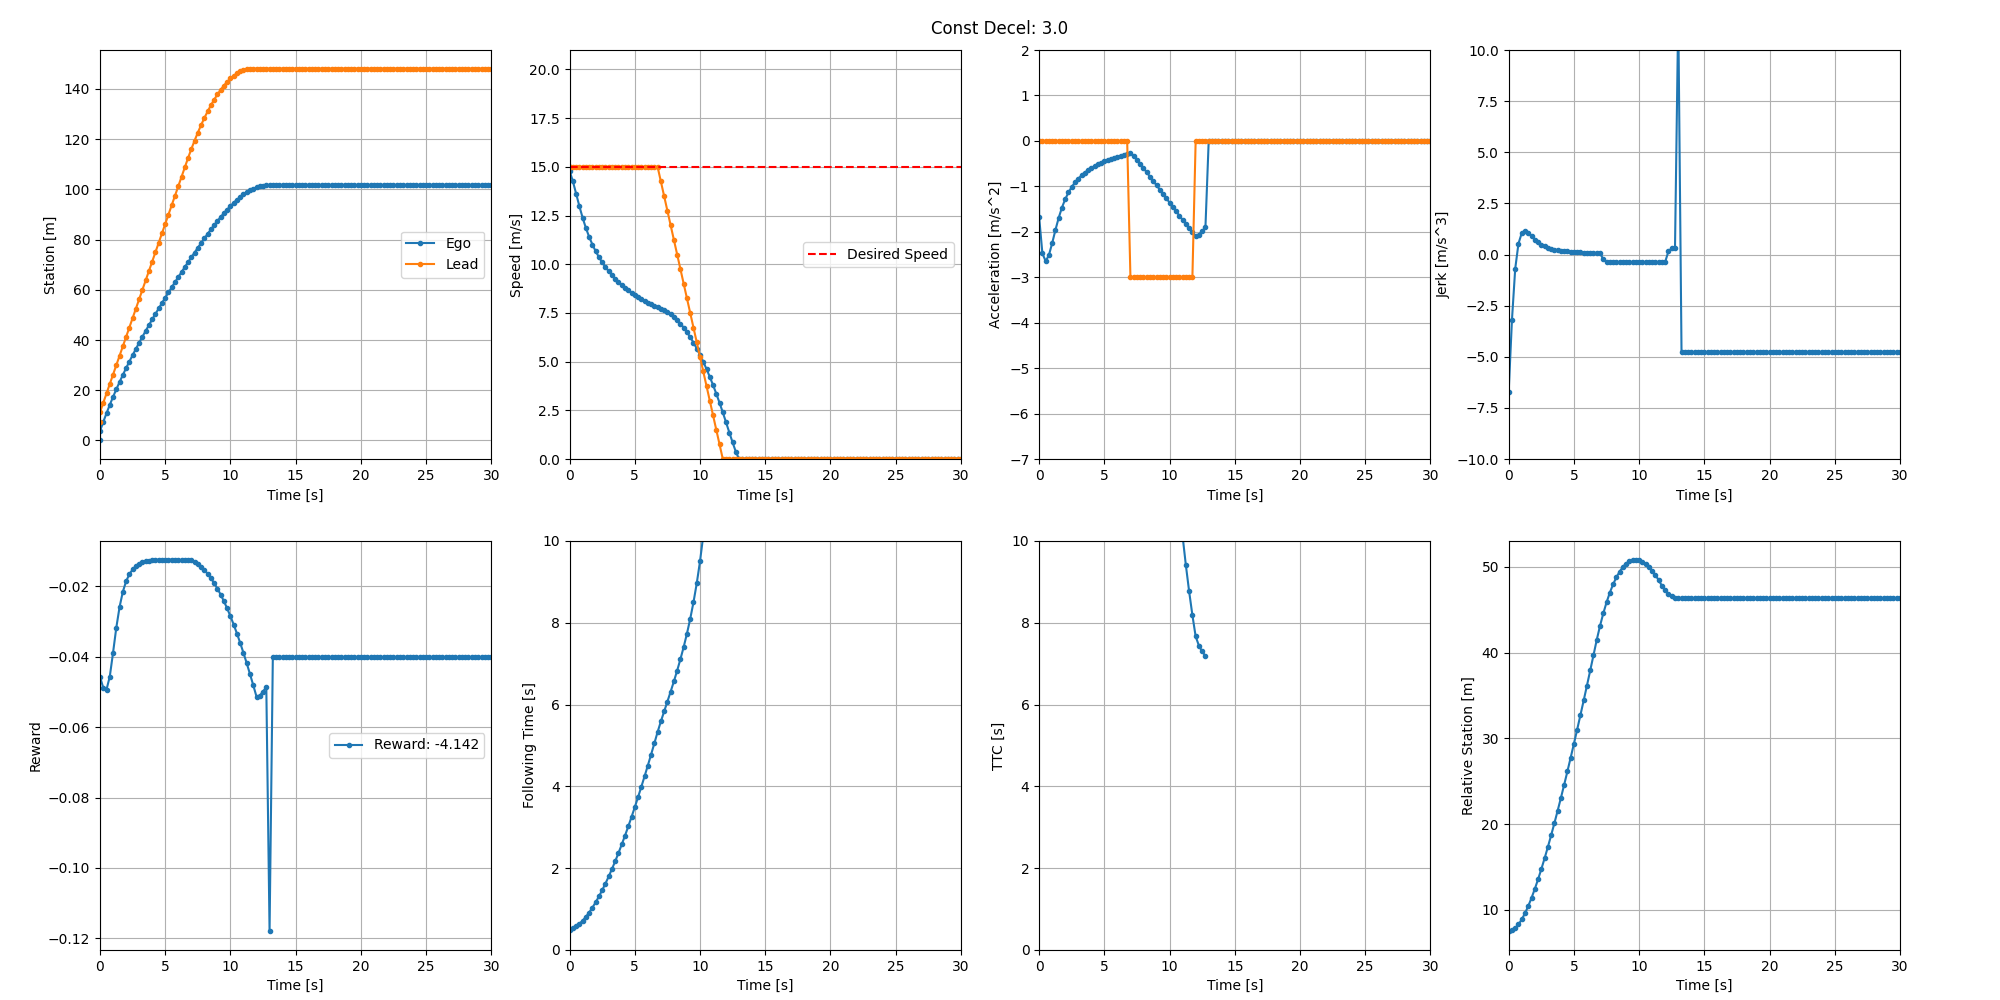 Const Decel: 3.0
Station [m]
140
120
100
80
60
40
20
0
Ego
Lead
0 5 10 15 20 25 30
Time [s]
Speed [m/s]
20.0
17.5
15.0
12.5
10.0
7.5
5.0
2.5
0.0
Desired Speed
0 5 10 15 20 25 30
Time [s]
Acceleration [m/s^2]
2
1
0
−1
−2
−3
−4
−5
−6
−7
0 5 10 15 20 25 30
Time [s]
Jerk [m/s^3]
10.0
7.5
5.0
2.5
0.0
−2.5
−5.0
−7.5
−10.0
0 5 10 15 20 25 30
Time [s]
Reward
−0.02
−0.04
−0.06
−0.08
−0.10
−0.12
Reward: -4.142
0 5 10 15 20 25 30
Time [s]
Following Time [s]
10
8
6
4
2
0
0 5 10 15 20 25 30
Time [s]
TTC [s]
10
8
6
4
2
0
0 5 10 15 20 25 30
Time [s]
Relative Station [m]
50
40
30
20
10
0 5 10 15 20 25 30
Time [s]